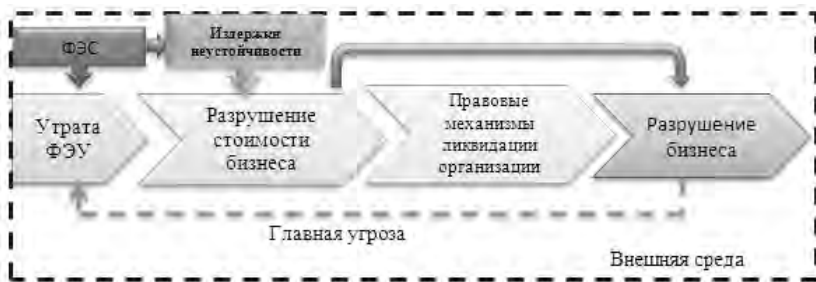 ФЭС
Издержки
неустойчивости
Утрата
ФЭУ
Разрушение
стоимости
бизнеса
Правовые
механизмы
ликвидации
организации
Разрушение
бизнеса
Главная угроза
Внешняя среда